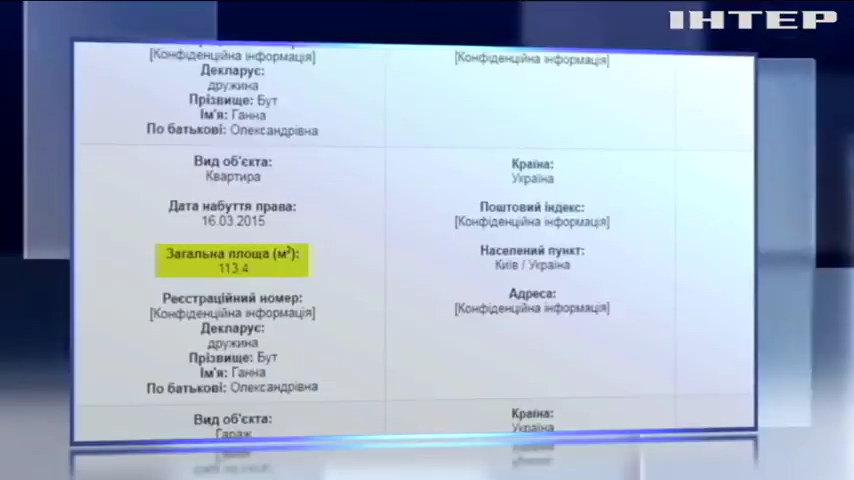 ІНТЕР
[Конфіденційна інформація]
Декларує:
дружина
Прізвище: Бут
Ім'я: Ганна
По батькові: Олександрівна
[Конфіденційна інформація]
Вид об'єкта:
Квартира
Дата набуття права:
16.03.2015
Загальна площа (м²):
113.4
Реєстраційний номер:
[Конфіденційна інформація]
Декларує:
дружина
Прізвище: Бут
Ім'я: Ганна
По батькові: Олександрівна
Країна:
Україна
Поштовий індекс:
[Конфіденційна інформація]
Населений пункт:
Київ / Україна
Адреса:
[Конфіденційна інформація]
Вид об'єкта:
Гараж
Країна:
Україна